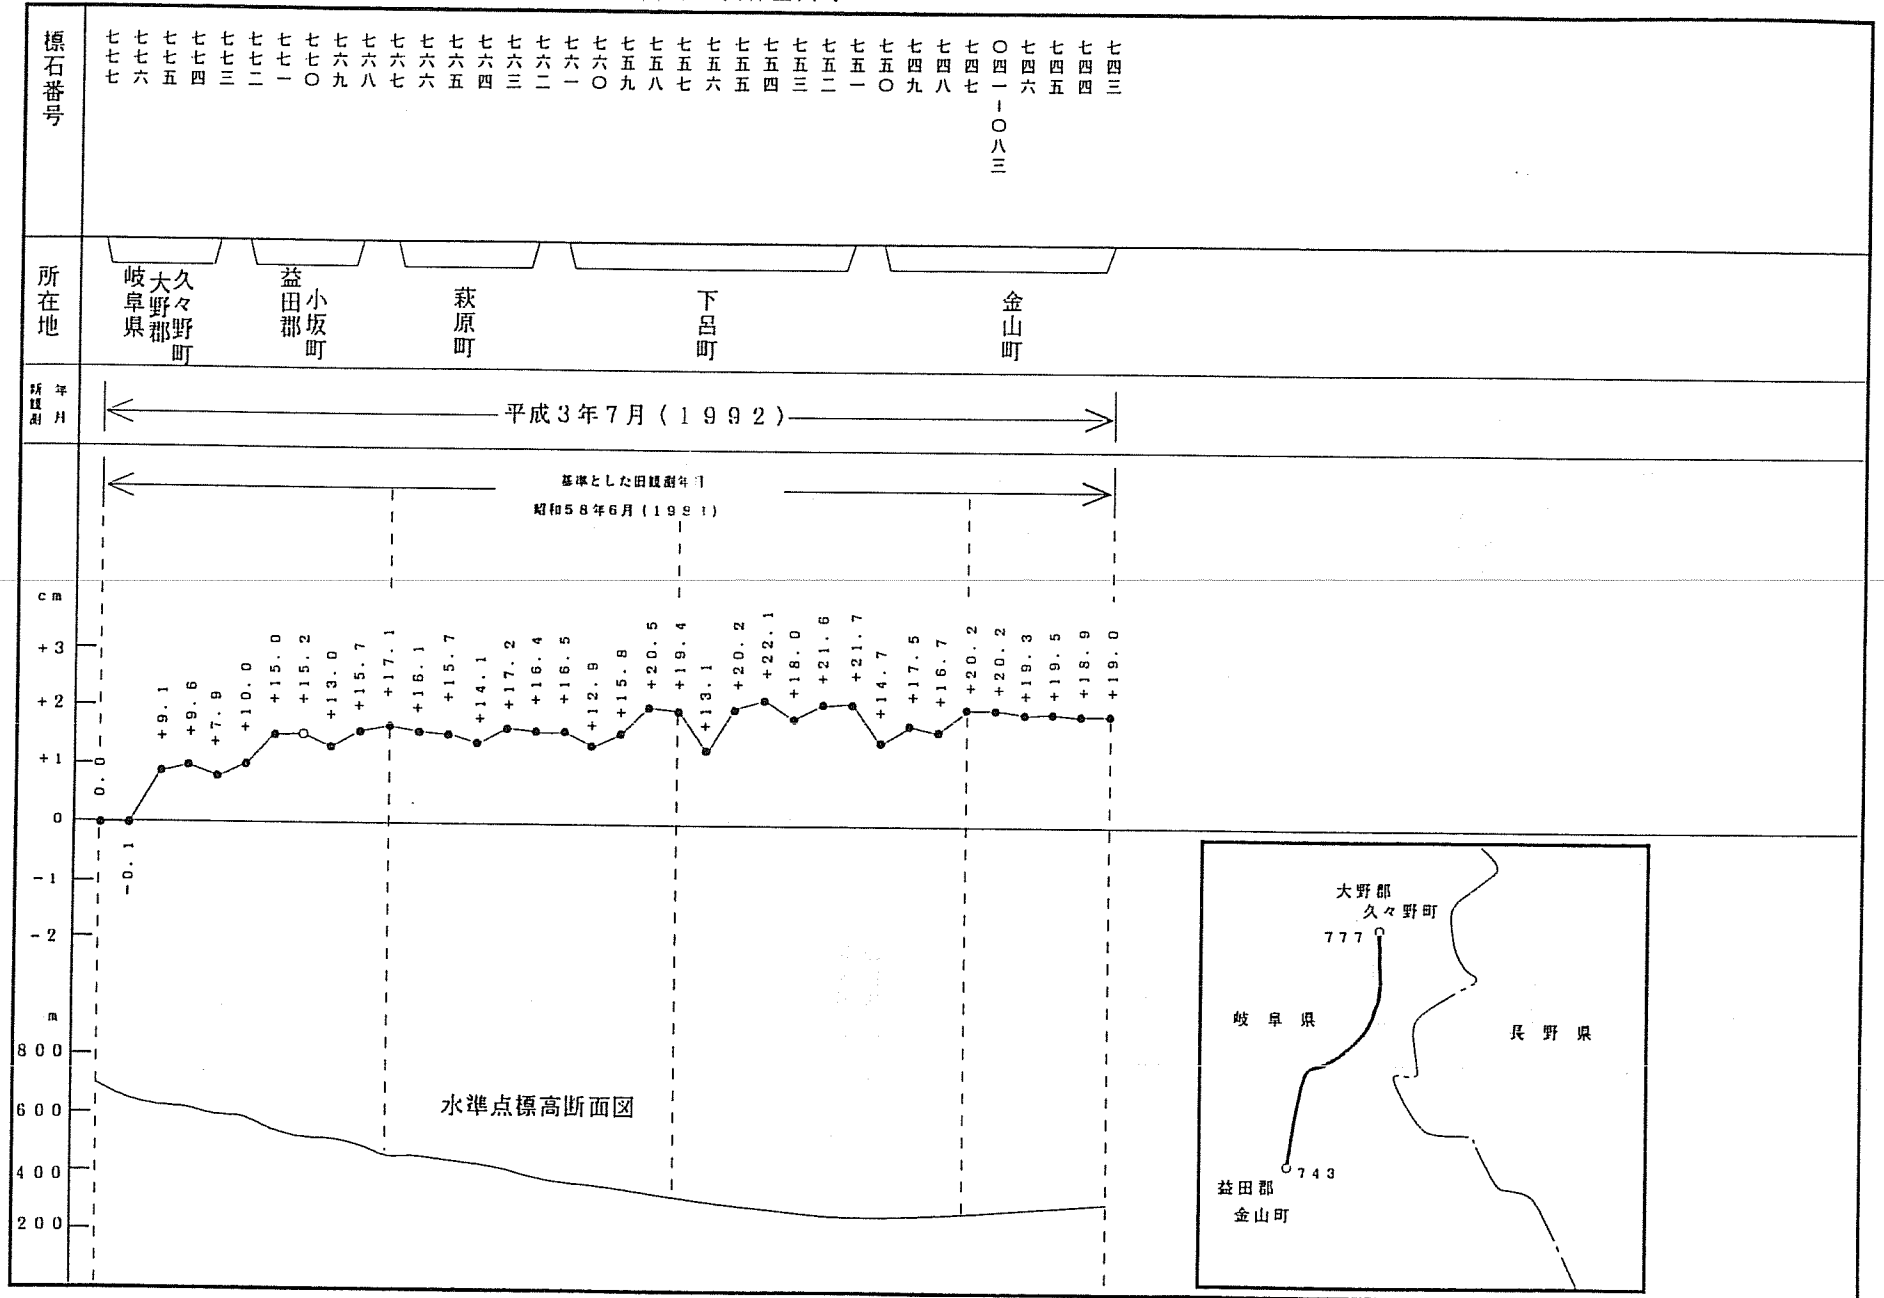 標石番号
七七七 七七六 七七五 七七四 七七三 七七二 七七一 七七〇 七六九 七六八 七六七 七六六 七六五 七六四 七六三 七六二 七六一 七六〇 七五九 七五八 七五七 七五六 七五五 七五四 七五三 七五二 七五一 七五〇 七四九 七四八 七四七 〇四一-〇八三 七四六 七四五 七四四 七四三
所在地
岐阜県
大野郡
久々野町
益田郡
小坂町
萩原町
下呂町
金山町
新観測
年月
平成3年7月(1992)
基準とした旧観測年月
昭和58年6月
cm
+3
+2
+1
0
-1
-2
0.0 -0.1 +9.1 +9.6 +7.9 +10.0 +15.0 +15.2 +13.0 +15.7 +17.1 +16.1 +15.7 +14.1 +17.2 +16.4 +16.5 +12.9 +15.8 +20.5 +19.4 +13.1 +20.2 +22.1 +18.0 +21.6 +21.7 +14.7 +17.5 +16.7 +20.2 +20.2 +19.3 +19.5 +18.9 +19.0
m
800
600
400
200
水準点標高断面図
大野郡
久々野町
777
岐阜県
長野県
743
益田郡
金山町